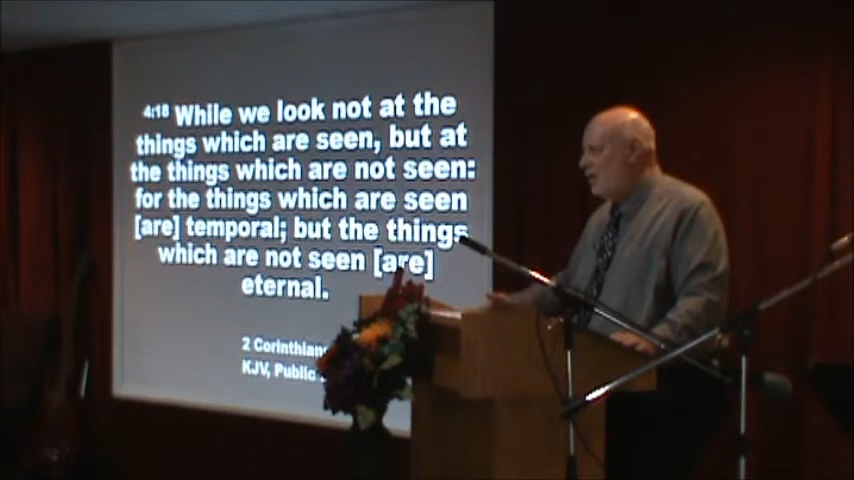 4:18 While we look not at the
things which are seen, but at
the things which are not seen:
for the things which are seen
[are] temporal; but the things
which are not seen [are]
eternal.
2 Corinthian
KJV, Public